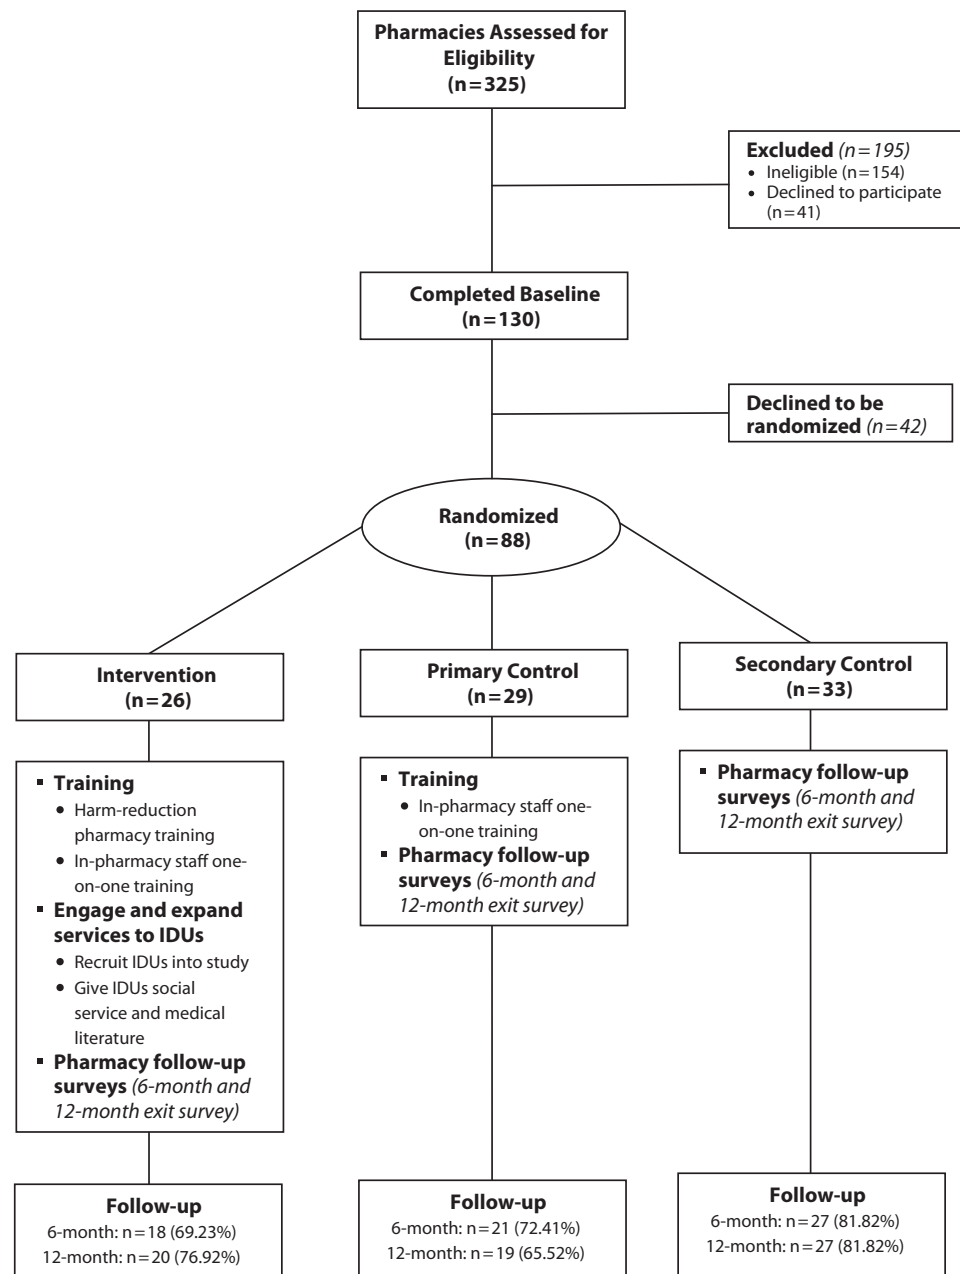 Pharmacies Assessed for
Eligibility
(n=325)
Excluded (n=195)
• Ineligible (n=154)
• Declined to participate
(n=41)
Completed Baseline
(n=130)
Declined to be
randomized (n=42)
Randomized
(n=88)
Intervention
(n=26)
Primary Control
(n=29)
Secondary Control
(n=33)
▪ Training
• Harm-reduction
pharmacy training
• In-pharmacy staff one-
on-one training
▪ Engage and expand
services to IDUs
• Recruit IDUs into study
• Give IDUs social
service and medical
literature
▪ Pharmacy follow-up
surveys (6-month and
12-month exit survey)
▪ Training
• In-pharmacy staff one-
on-one training
▪ Pharmacy follow-up
surveys (6-month and
12-month exit survey)
▪ Pharmacy follow-up
surveys (6-month and
12-month exit survey)
Follow-up
6-month: n=18 (69.23%)
12-month: n=20 (76.92%)
Follow-up
6-month: n=21 (72.41%)
12-month: n=19 (65.52%)
Follow-up
6-month: n=27 (81.82%)
12-month: n=27 (81.82%)